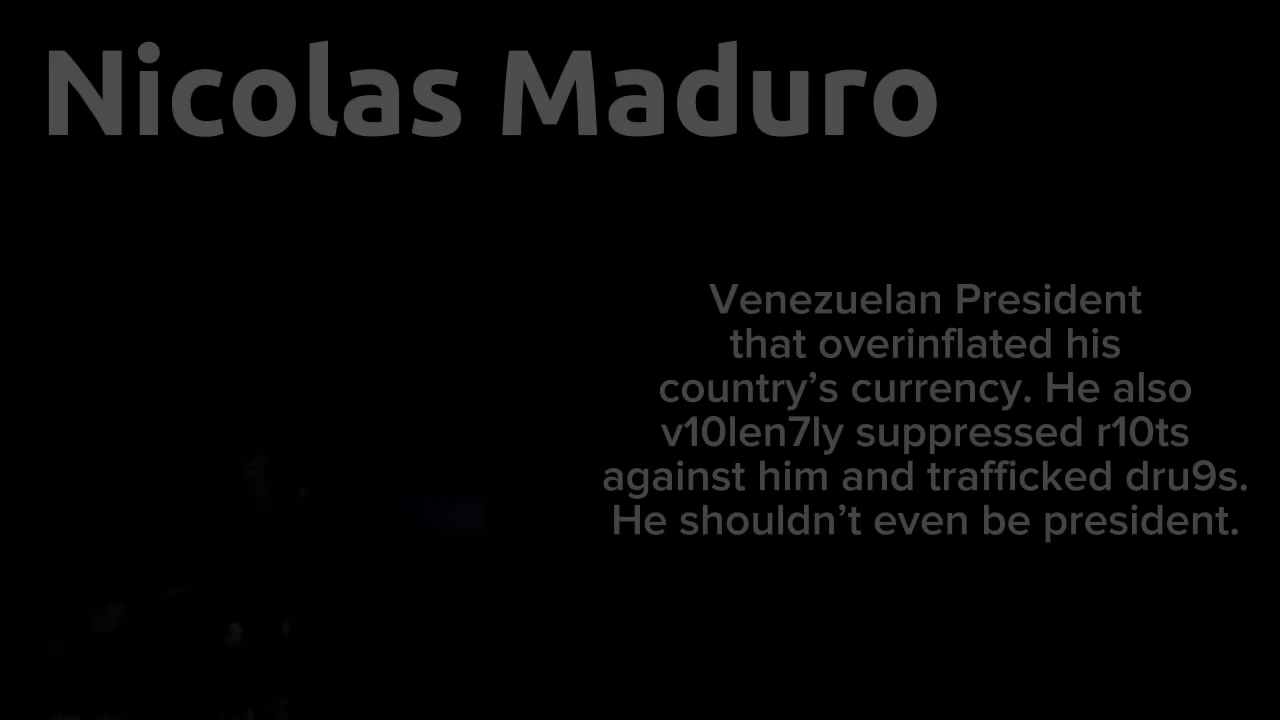 Nicolas Maduro
Venezuelan President
that overinflated his
country’s currency. He also
v10len7ly suppressed r10ts
against him and trafficked dru9s.
He shouldn’t even be president.